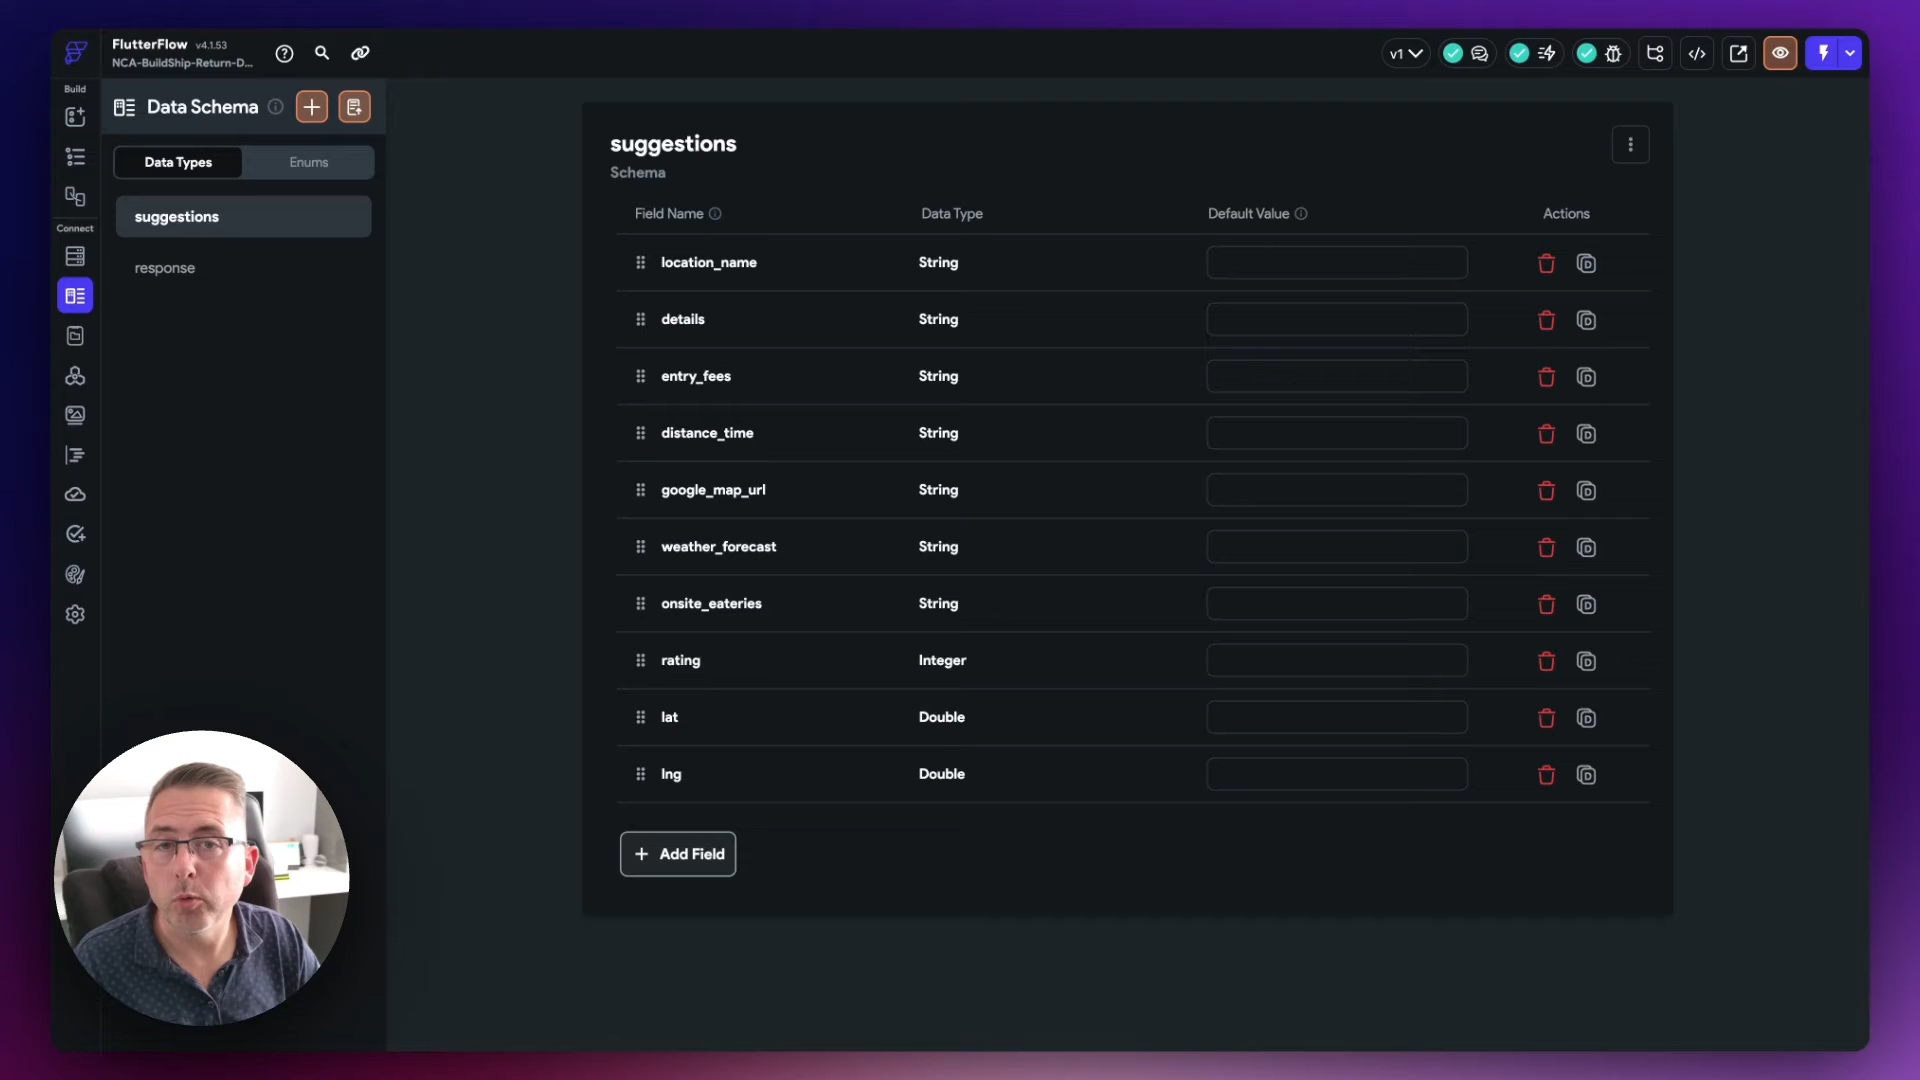 FlutterFlow v4.1.53
NCA-BuildShip-Return-D...
v1
Build
Connect
Data Schema
Data Types
Enums
suggestions
response
suggestions
Schema
Field Name
Data Type
Default Value
Actions
location_name String
details String
entry_fees String
distance_time String
google_map_url String
weather_forecast String
onsite_eateries String
rating Integer
lat Double
lng Double
+ Add Field